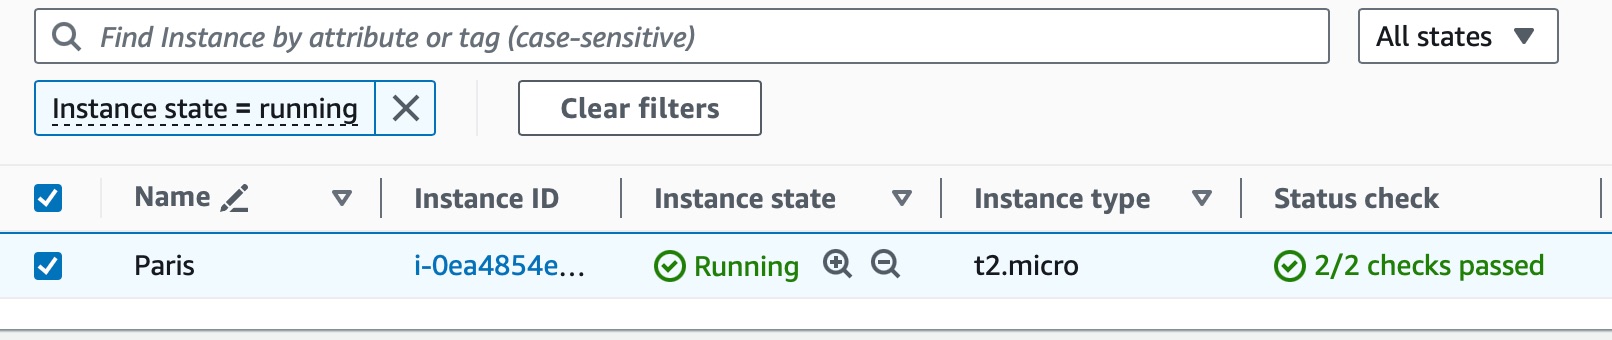 Find Instance by attribute or tag (case-sensitive) All states
Instance state = running Clear filters
Name Instance ID Instance state Instance type Status check
Paris i-0ea4854e... Running t2.micro 2/2 checks passed